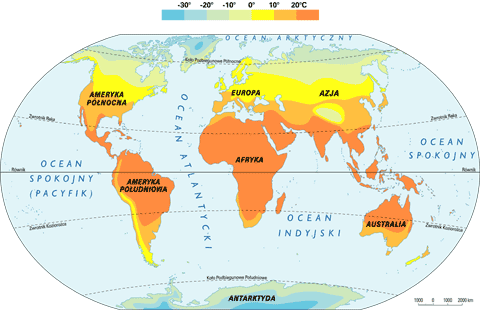 -30° -20° -10° 0° 10° 20°C
OCEAN ARKTYCZNY
Koło Podbiegunowe Północne
AMERYKA
PÓŁNOCNA
EUROPA
AZJA
Zwrotnik Raka
Zwrotnik Raka
OCEAN ATLANTYCKI
OCEAN
SPOKOJNY
(PACYFIK)
AFRYKA
OCEAN
SPOKOJNY
Równik
Równik
AMERYKA
POŁUDNIOWA
OCEAN
INDYJSKI
AUSTRALIA
Zwrotnik Koziorożca
Zwrotnik Koziorożca
Koło Podbiegunowe Południowe
ANTARKTYDA
1000 0 1000 2000 km